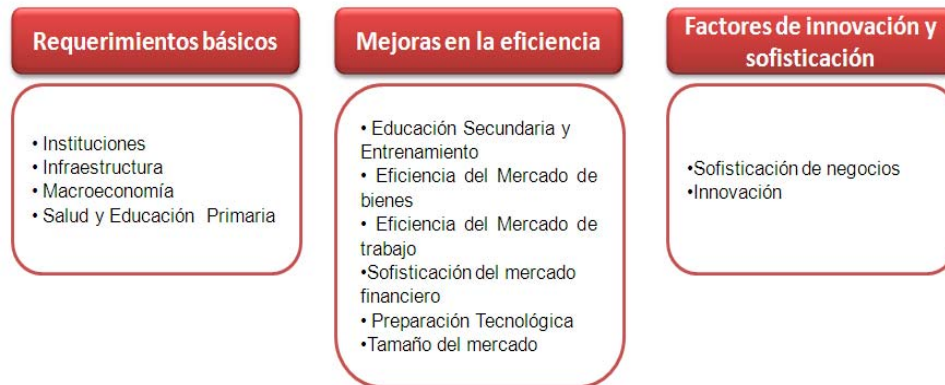 Requerimientos básicos
• Instituciones
• Infraestructura
• Macroeconomía
• Salud y Educación Primaria
Mejoras en la eficiencia
• Educación Secundaria y
Entrenamiento
• Eficiencia del Mercado de
bienes
• Eficiencia del Mercado de
trabajo
•Sofisticación del mercado
financiero
• Preparación Tecnológica
•Tamaño del mercado
Factores de innovación y
sofisticación
•Sofisticación de negocios
•Innovación